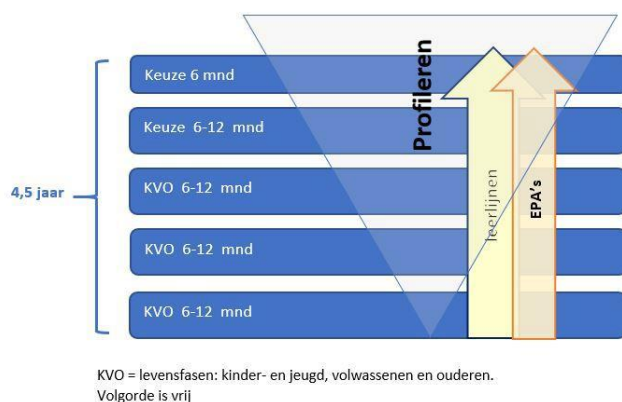 Profileren
Keuze 6 mnd
Keuze 6-12 mnd
4,5 jaar
KVO 6-12 mnd
KVO 6-12 mnd
KVO 6-12 mnd
leerlijnen
EPA's
KVO = levensfasen: kinder- en jeugd, volwassenen en ouderen.
Volgorde is vrij